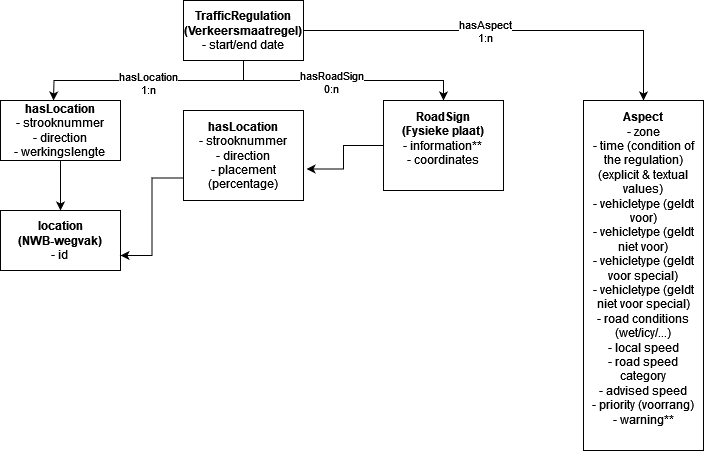 TrafficRegulation
(Verkeersmaatregel)
- start/end date
hasAspect
1:n
hasLocation
1:n
hasRoadSign
0:n
hasLocation
- strooknummer
- direction
- werkingslengte
hasLocation
- strooknummer
- direction
- placement
(percentage)
RoadSign
(Fysieke plaat)
- information**
- coordinates
Aspect
- zone
- time (condition of
the regulation)
(explicit & textual
values)
- vehicletype (geldt
voor)
- vehicletype (geldt
niet voor)
- vehicletype (geldt
voor special)
- vehicletype (geldt
niet voor special)
- road conditions
(wet/icy/...)
- local speed
- road speed
category
- advised speed
- priority (voorrang)
- warning**
location
(NWB-wegvak)
- id